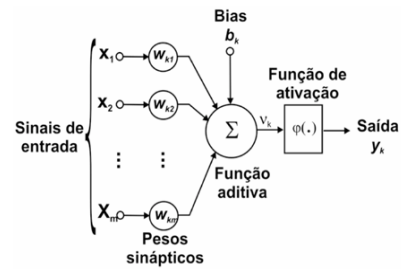 Bias
b_k
Função de
ativação
x_1
w_k1
x_2
w_k2
Sinais de
entrada
Σ
v_k
φ(.)
Saída
y_k
⋮
⋮
Função
aditiva
X_m
w_km
Pesos
sinápticos